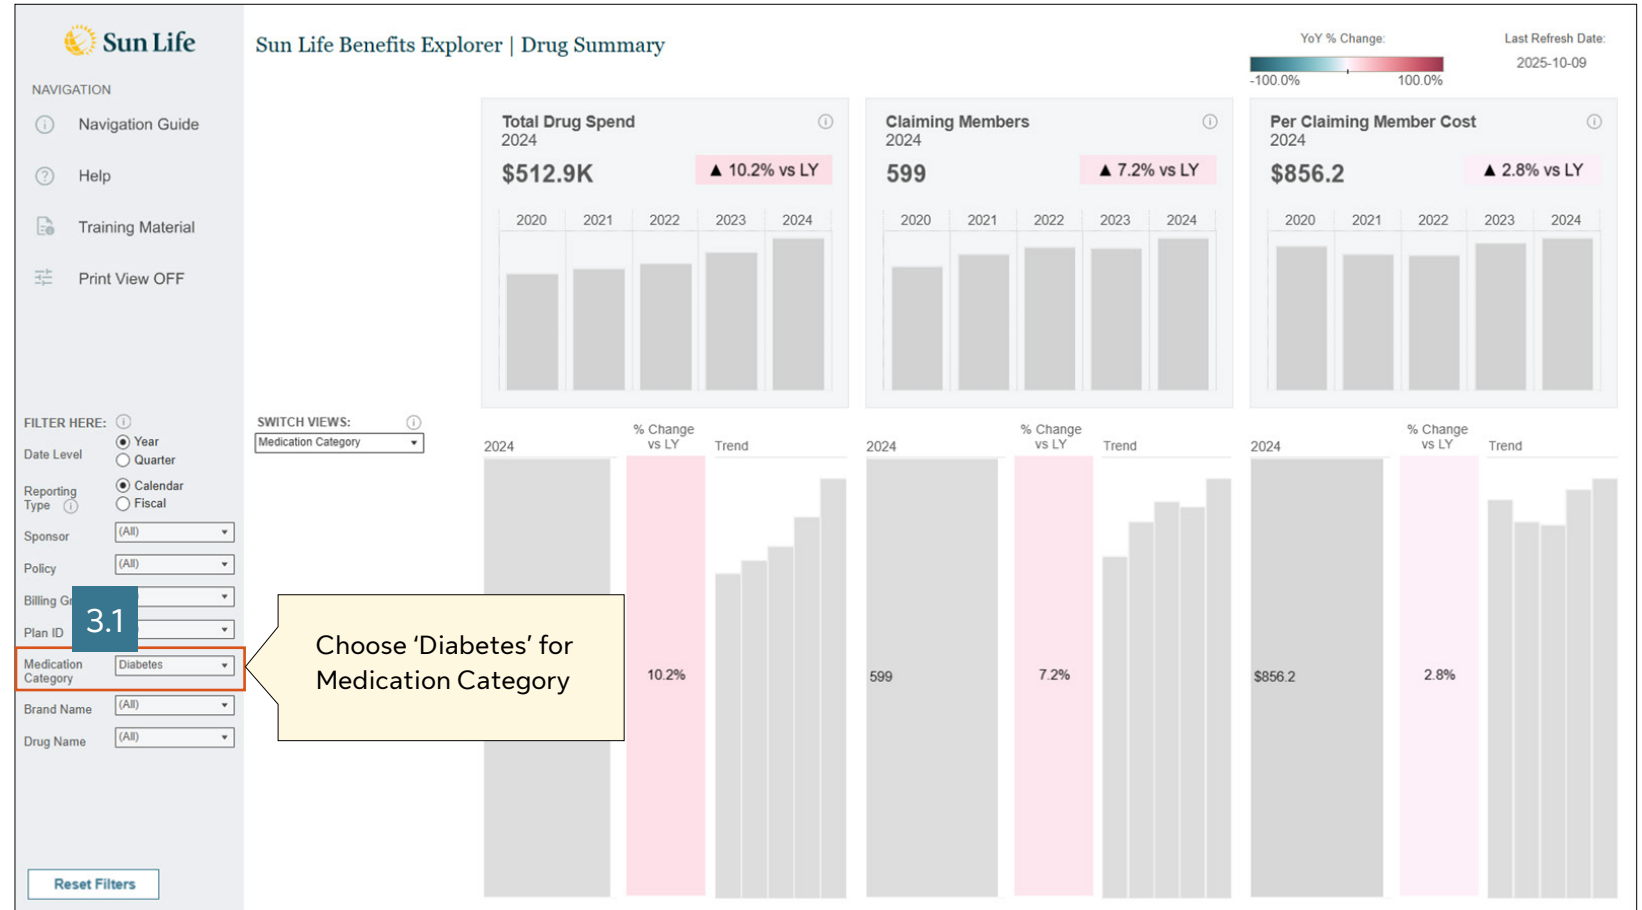 Sun Life
Sun Life Benefits Explorer | Drug Summary
YoY % Change:
-100.0%
100.0%
Last Refresh Date:
2025-10-09
NAVIGATION
Navigation Guide
Help
Training Material
Print View OFF
Total Drug Spend
2024
$512.9K
▲ 10.2% vs LY
2020 2021 2022 2023 2024
Claiming Members
2024
599
▲ 7.2% vs LY
2020 2021 2022 2023 2024
Per Claiming Member Cost
2024
$856.2
▲ 2.8% vs LY
2020 2021 2022 2023 2024
FILTER HERE:
Date Level
Year
Quarter
Reporting
Type
Calendar
Fiscal
Sponsor
(All)
Policy
(All)
Billing Gr
Plan ID
3.1
Medication
Category
Diabetes
Brand Name
(All)
Drug Name
(All)
Reset Filters
SWITCH VIEWS:
Medication Category
Choose ‘Diabetes’ for
Medication Category
2024
% Change
vs LY
Trend
10.2%
2024
% Change
vs LY
Trend
599
7.2%
2024
% Change
vs LY
Trend
$856.2
2.8%